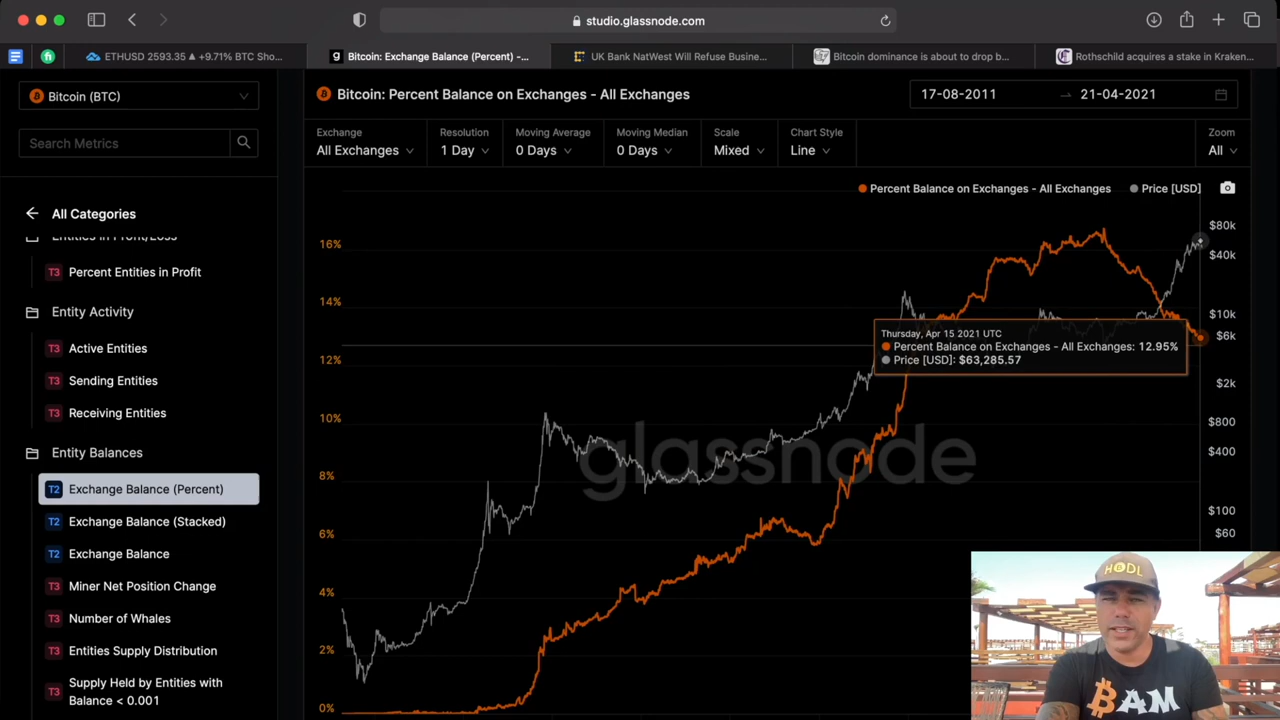 studio.glassnode.com
ETHUSD 2593.35 ▲ +9.71% BTC Sho...
Bitcoin: Exchange Balance (Percent) -...
UK Bank NatWest Will Refuse Busine...
Bitcoin dominance is about to drop b...
Rothschild acquires a stake in Kraken...
Bitcoin (BTC)
Search Metrics
All Categories
Entities in Profit/Loss
T3 Percent Entities in Profit
Entity Activity
T3 Active Entities
T3 Sending Entities
T3 Receiving Entities
Entity Balances
T2 Exchange Balance (Percent)
T2 Exchange Balance (Stacked)
T2 Exchange Balance
T3 Miner Net Position Change
T3 Number of Whales
T3 Entities Supply Distribution
T3 Supply Held by Entities with
Balance < 0.001
Bitcoin: Percent Balance on Exchanges - All Exchanges
17-08-2011 → 21-04-2021
Exchange
All Exchanges
Resolution
1 Day
Moving Average
0 Days
Moving Median
0 Days
Scale
Mixed
Chart Style
Line
Zoom
All
Percent Balance on Exchanges - All Exchanges
Price [USD]
16%
14%
12%
10%
8%
6%
4%
2%
0%
$80k
$40k
$10k
$6k
$2k
$800
$400
$100
$60
Thursday, Apr 15 2021 UTC
Percent Balance on Exchanges - All Exchanges: 12.95%
Price [USD]: $63,285.57
glassnode
HODL
BAM